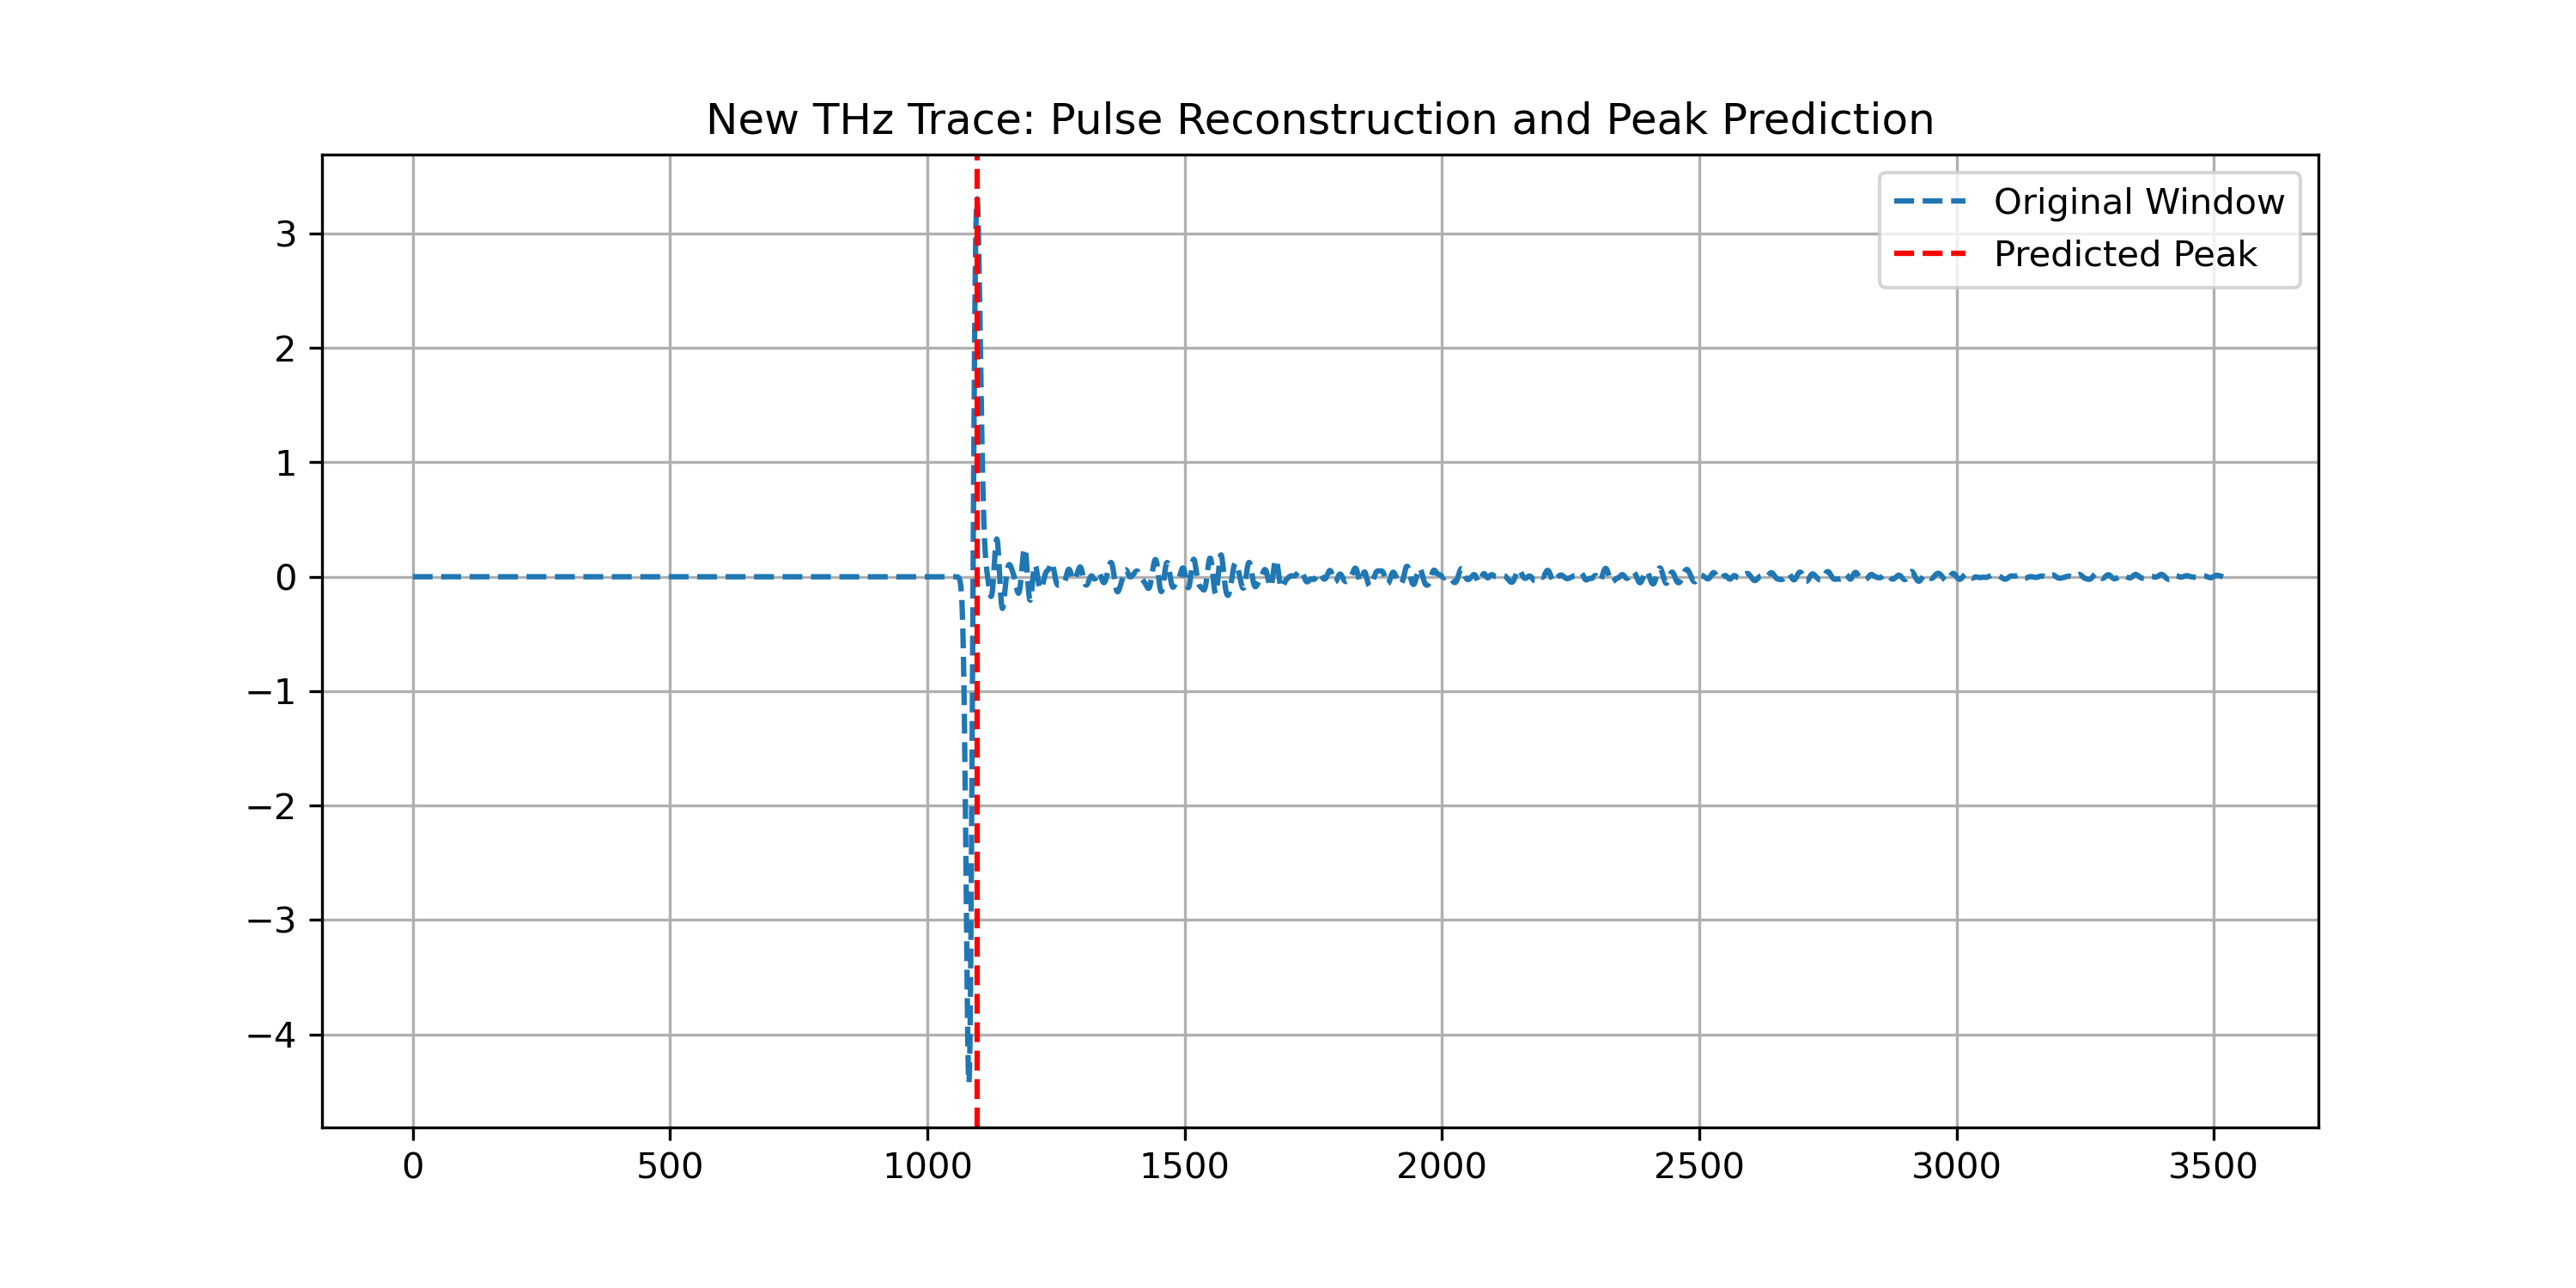 New THz Trace: Pulse Reconstruction and Peak Prediction
Original Window
Predicted Peak
3
2
1
0
−1
−2
−3
−4
0 500 1000 1500 2000 2500 3000 3500